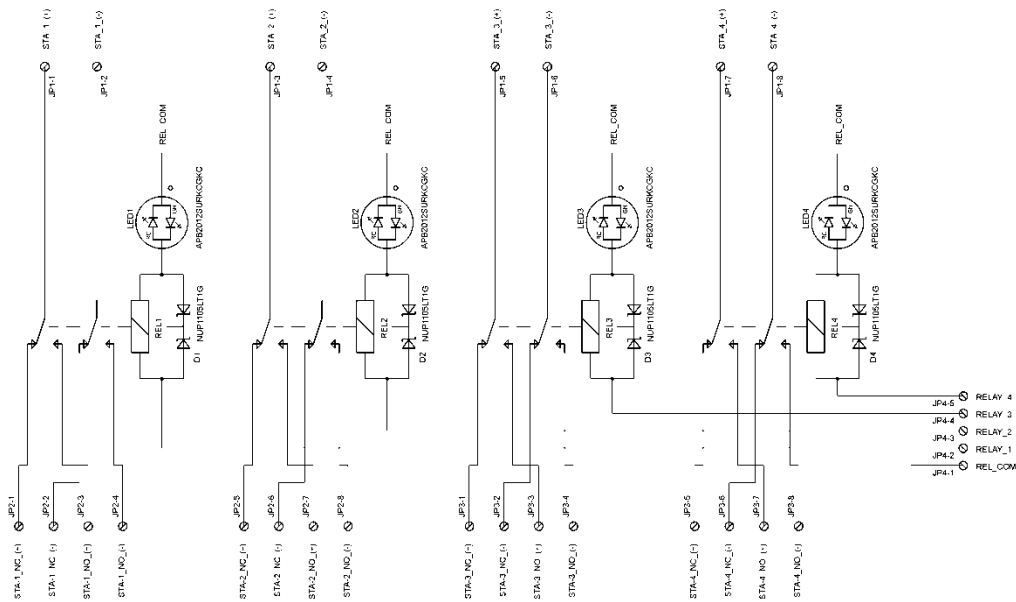 STA_1_(+)
STA_1_(-)
STA_2_(+)
STA_2_(-)
STA_3_(+)
STA_3_(-)
STA_4_(+)
STA_4_(-)
JP1-1
JP1-2
JP1-3
JP1-4
JP1-5
JP1-6
JP1-7
JP1-8
REL_COM
REL_COM
REL_COM
REL_COM
LED1
APB2012SURKCGKC
LED2
APB2012SURKCGKC
LED3
APB2012SURKCGKC
LED4
APB2012SURKCGKC
REL1
D1
NUP1105LT1G
REL2
D2
NUP1105LT1G
REL3
D3
NUP1105LT1G
REL4
D4
NUP1105LT1G
JP4-5
RELAY_4
JP4-4
RELAY_3
JP4-3
RELAY_2
JP4-2
RELAY_1
JP4-1
REL_COM
JP2-1
JP2-2
JP2-3
JP2-4
JP2-5
JP2-6
JP2-7
JP2-8
JP3-1
JP3-2
JP3-3
JP3-4
JP3-5
JP3-6
JP3-7
JP3-8
STA-1_NC_(+)
STA-1_NC_(-)
STA-1_NO_(+)
STA-1_NO_(-)
STA-2_NC_(+)
STA-2_NC_(-)
STA-2_NO_(+)
STA-2_NO_(-)
STA-3_NC_(+)
STA-3_NC_(-)
STA-3_NO_(+)
STA-3_NO_(-)
STA-4_NC_(+)
STA-4_NC_(-)
STA-4_NO_(+)
STA-4_NO_(-)